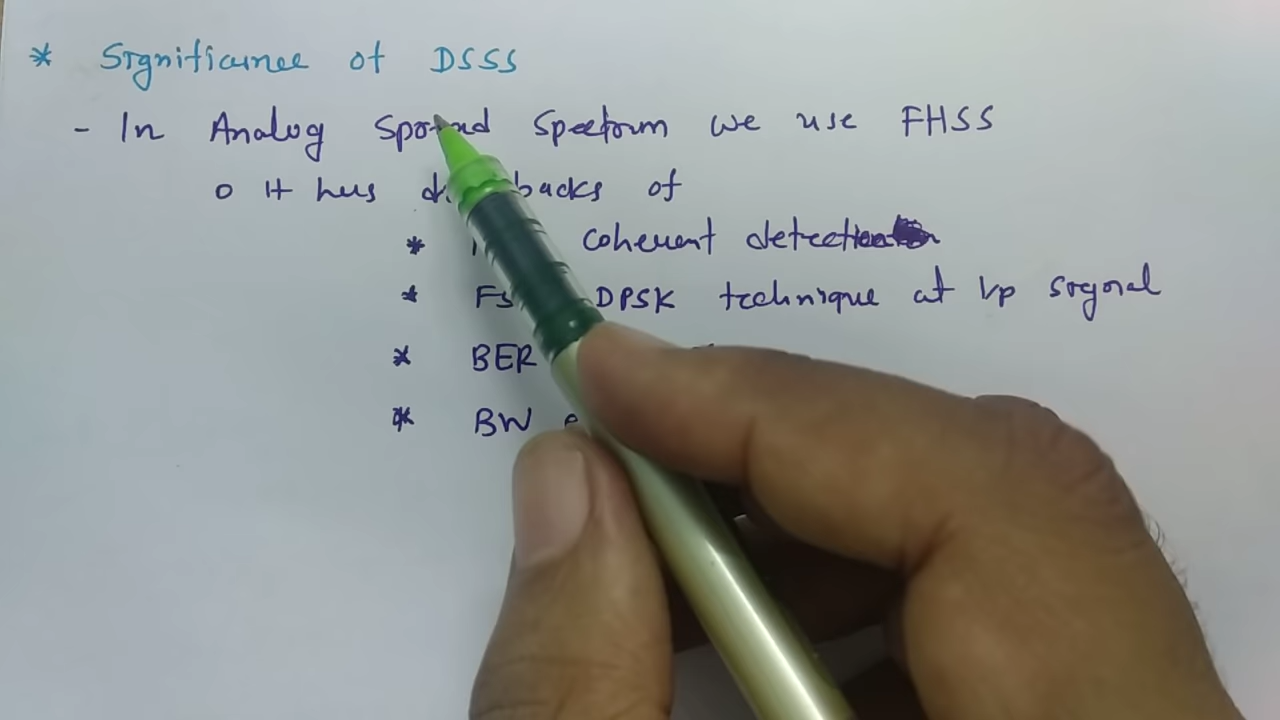 * Significance of DSSS
- In Analog Spread Spectrum we use FHSS
o It has drawbacks of
* coherent detection
* DPSK technique at I/p signal
* BER
* BW